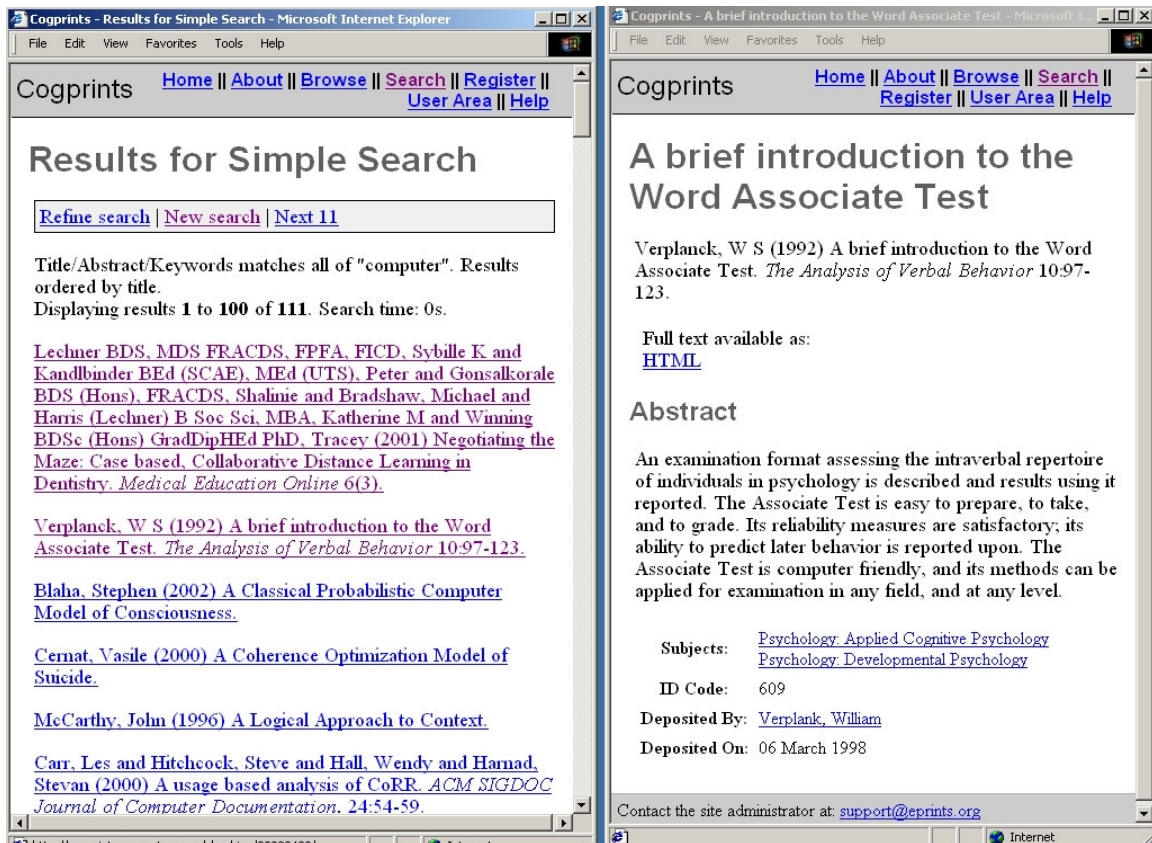 Cogprints - Results for Simple Search - Microsoft Internet Explorer
File Edit View Favorites Tools Help
Cogprints
Home || About || Browse || Search || Register ||
User Area || Help
Results for Simple Search
Refine search | New search | Next 11
Title/Abstract/Keywords matches all of "computer". Results
ordered by title.
Displaying results 1 to 100 of 111. Search time: 0s.
Lechner BDS, MDS FRACDS, FPFA, FICD, Sybille K and
Kandlbinder BEd (SCAE), MEd (UTS), Peter and Gonsalkorale
BDS (Hons), FRACDS, Shalinie and Bradshaw, Michael and
Harris (Lechner) B Soc Sci, MBA, Katherine M and Winning
BDSc (Hons) GradDipHEd PhD, Tracey (2001) Negotiating the
Maze: Case based, Collaborative Distance Learning in
Dentistry. Medical Education Online 6(3).
Verplanck, W S (1992) A brief introduction to the Word
Associate Test. The Analysis of Verbal Behavior 10:97-123.
Blaha, Stephen (2002) A Classical Probabilistic Computer
Model of Consciousness.
Cernat, Vasile (2000) A Coherence Optimization Model of
Suicide.
McCarthy, John (1996) A Logical Approach to Context.
Carr, Les and Hitchcock, Steve and Hall, Wendy and Harnad,
Stevan (2000) A usage based analysis of CoRR. ACM SIGDOC
Journal of Computer Documentation. 24:54-59.
Cogprints - A brief introduction to the Word Associate Test - Microsoft I...
File Edit View Favorites Tools Help
Cogprints
Home || About || Browse || Search ||
Register || User Area || Help
A brief introduction to the
Word Associate Test
Verplanck, W S (1992) A brief introduction to the Word
Associate Test. The Analysis of Verbal Behavior 10:97-
123.
Full text available as:
HTML
Abstract
An examination format assessing the intraverbal repertoire
of individuals in psychology is described and results using it
reported. The Associate Test is easy to prepare, to take,
and to grade. Its reliability measures are satisfactory; its
ability to predict later behavior is reported upon. The
Associate Test is computer friendly, and its methods can be
applied for examination in any field, and at any level.
Subjects: Psychology: Applied Cognitive Psychology
Psychology: Developmental Psychology
ID Code: 609
Deposited By: Verplank, William
Deposited On: 06 March 1998
Contact the site administrator at: support@eprints.org
Internet